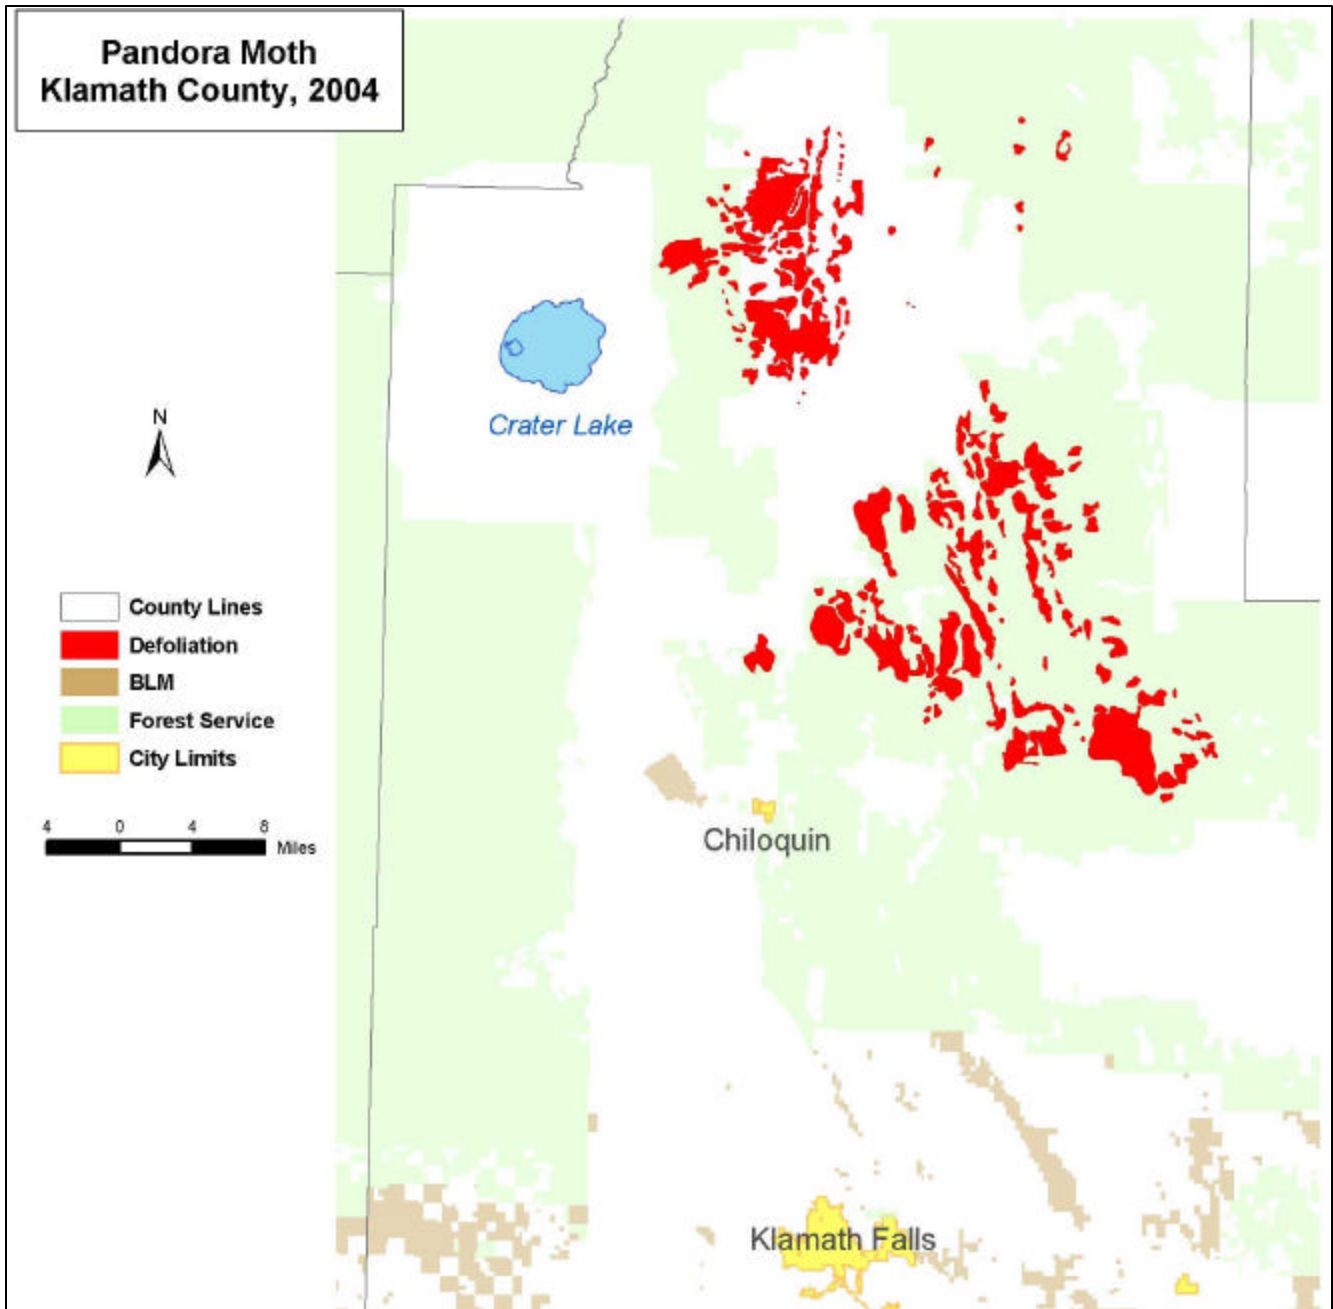 Pandora Moth
Klamath County, 2004
Crater Lake
N
County Lines
Defoliation
BLM
Forest Service
City Limits
4 0 4 8
Miles
Chiloquin
Klamath Falls